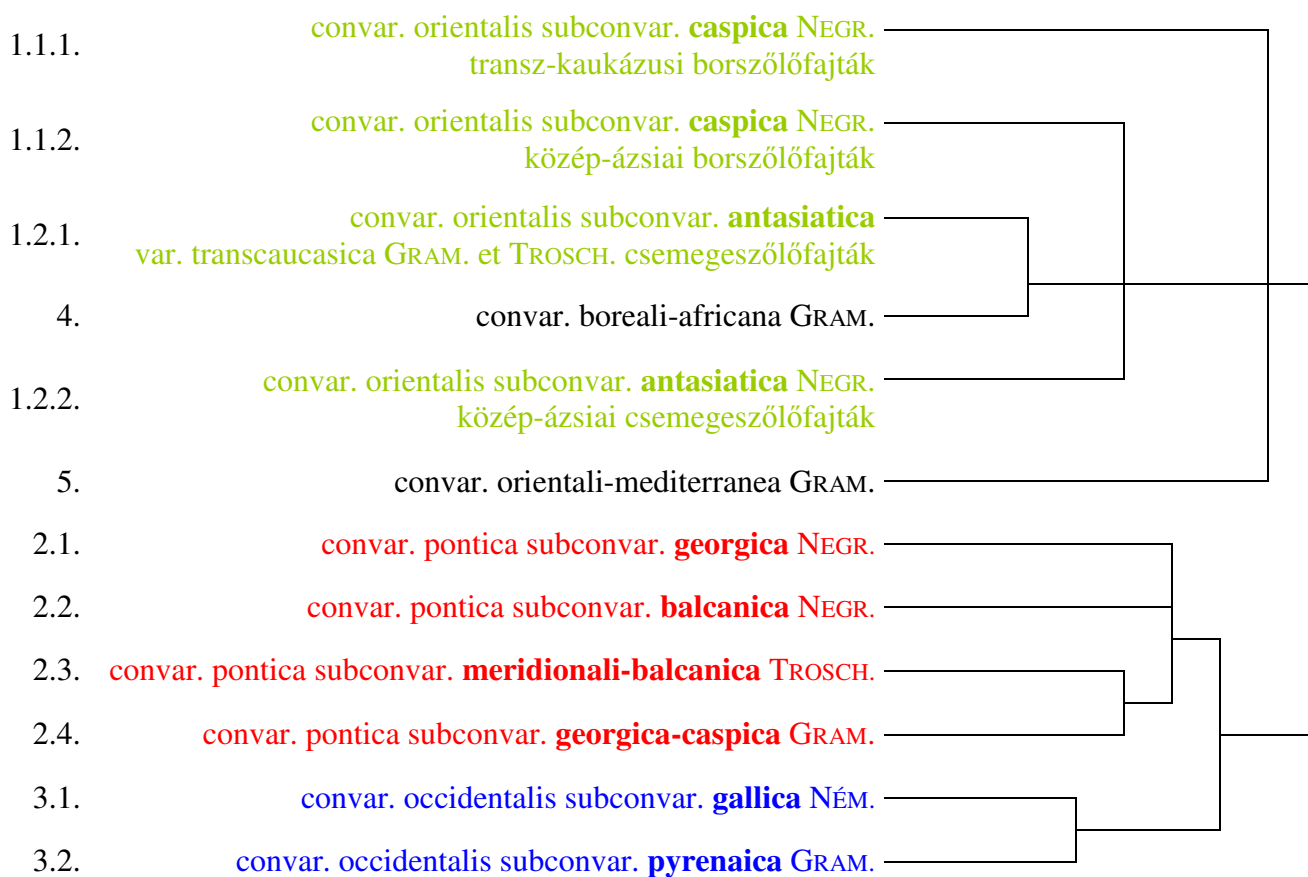 1.1.1. convar. orientalis subconvar. caspica NEGR.
transz-kaukázusi borszőlőfajták
1.1.2. convar. orientalis subconvar. caspica NEGR.
közép-ázsiai borszőlőfajták
1.2.1. convar. orientalis subconvar. antasiatica
var. transcaucasica GRAM. et TROSCH. csemegeszőlőfajták
4. convar. boreali-africana GRAM.
1.2.2. convar. orientalis subconvar. antasiatica NEGR.
közép-ázsiai csemegeszőlőfajták
5. convar. orientali-mediterranea GRAM.
2.1. convar. pontica subconvar. georgica NEGR.
2.2. convar. pontica subconvar. balcanica NEGR.
2.3. convar. pontica subconvar. meridionali-balcanica TROSCH.
2.4. convar. pontica subconvar. georgica-caspica GRAM.
3.1. convar. occidentalis subconvar. gallica NÉM.
3.2. convar. occidentalis subconvar. pyrenaica GRAM.